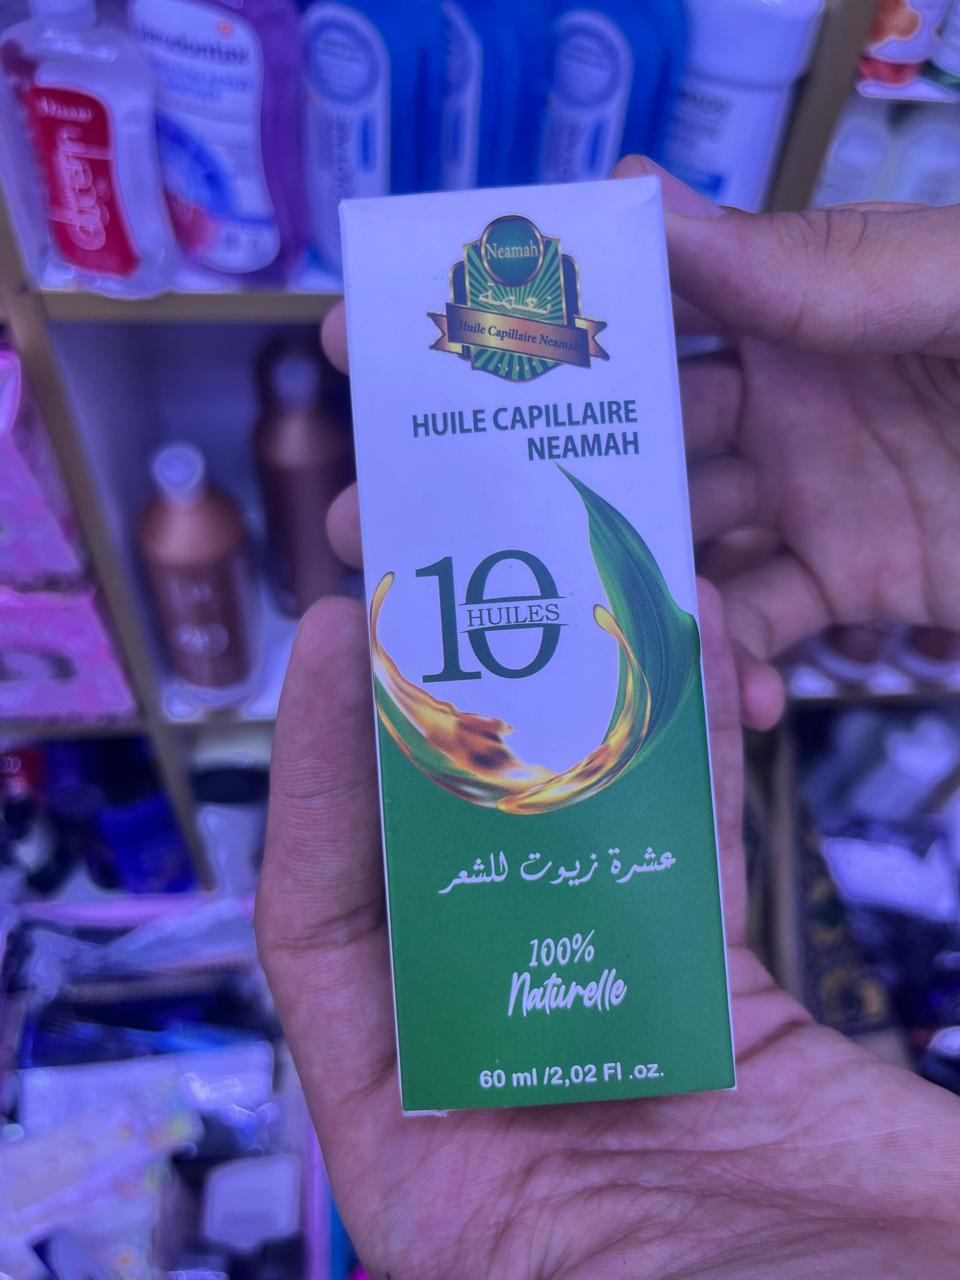 Neamah
نعمة
Huile Capillaire Neamah
HUILE CAPILLAIRE
NEAMAH
10
HUILES
عشرة زيوت للشعر
100%
Naturelle
60 ml /2,02 Fl .oz.